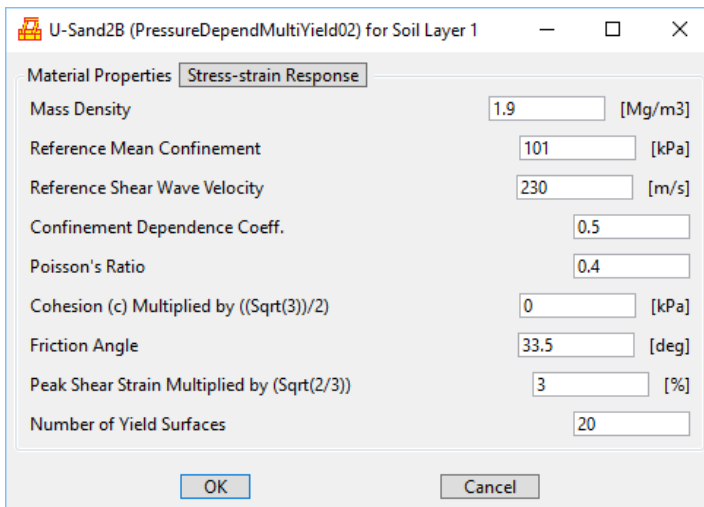 U-Sand2B (PressureDependMultiYield02) for Soil Layer 1
Material Properties Stress-strain Response
Mass Density 1.9 [Mg/m3]
Reference Mean Confinement 101 [kPa]
Reference Shear Wave Velocity 230 [m/s]
Confinement Dependence Coeff. 0.5
Poisson's Ratio 0.4
Cohesion (c) Multiplied by ((Sqrt(3))/2) 0 [kPa]
Friction Angle 33.5 [deg]
Peak Shear Strain Multiplied by (Sqrt(2/3)) 3 [%]
Number of Yield Surfaces 20
OK Cancel